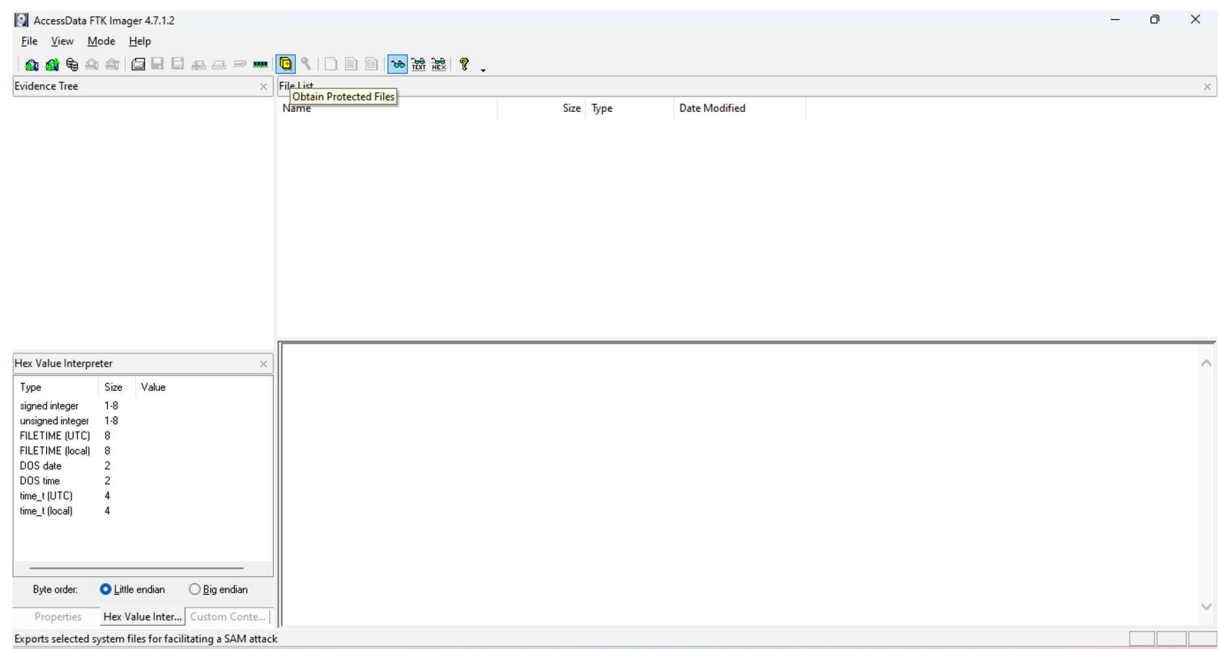 AccessData FTK Imager 4.7.1.2
File View Mode Help
TEXT HEX
Evidence Tree
File List
Obtain Protected Files
Name Size Type Date Modified
Hex Value Interpreter
Type Size Value
signed integer 1-8
unsigned integer 1-8
FILETIME (UTC) 8
FILETIME (local) 8
DOS date 2
DOS time 2
time_t (UTC) 4
time_t (local) 4
Byte order: Little endian Big endian
Properties Hex Value Inter... Custom Conte...
Exports selected system files for facilitating a SAM attack